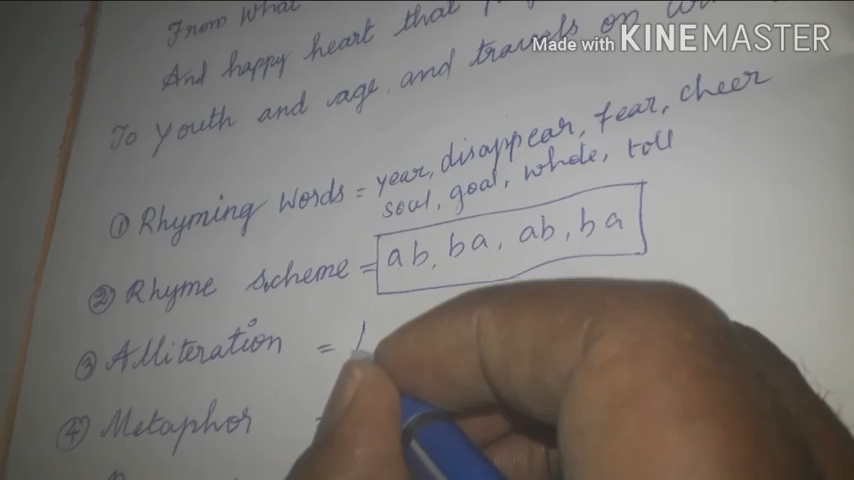 From what
And happy heart that
To Youth and age, and travels on
Made with KINEMASTER
① Rhyming Words = year, disappear, fear, cheer
soul, goal, whole, toll
② Rhyme scheme = ab, ba, ab, ba
③ Alliteration =
④ Metaphor